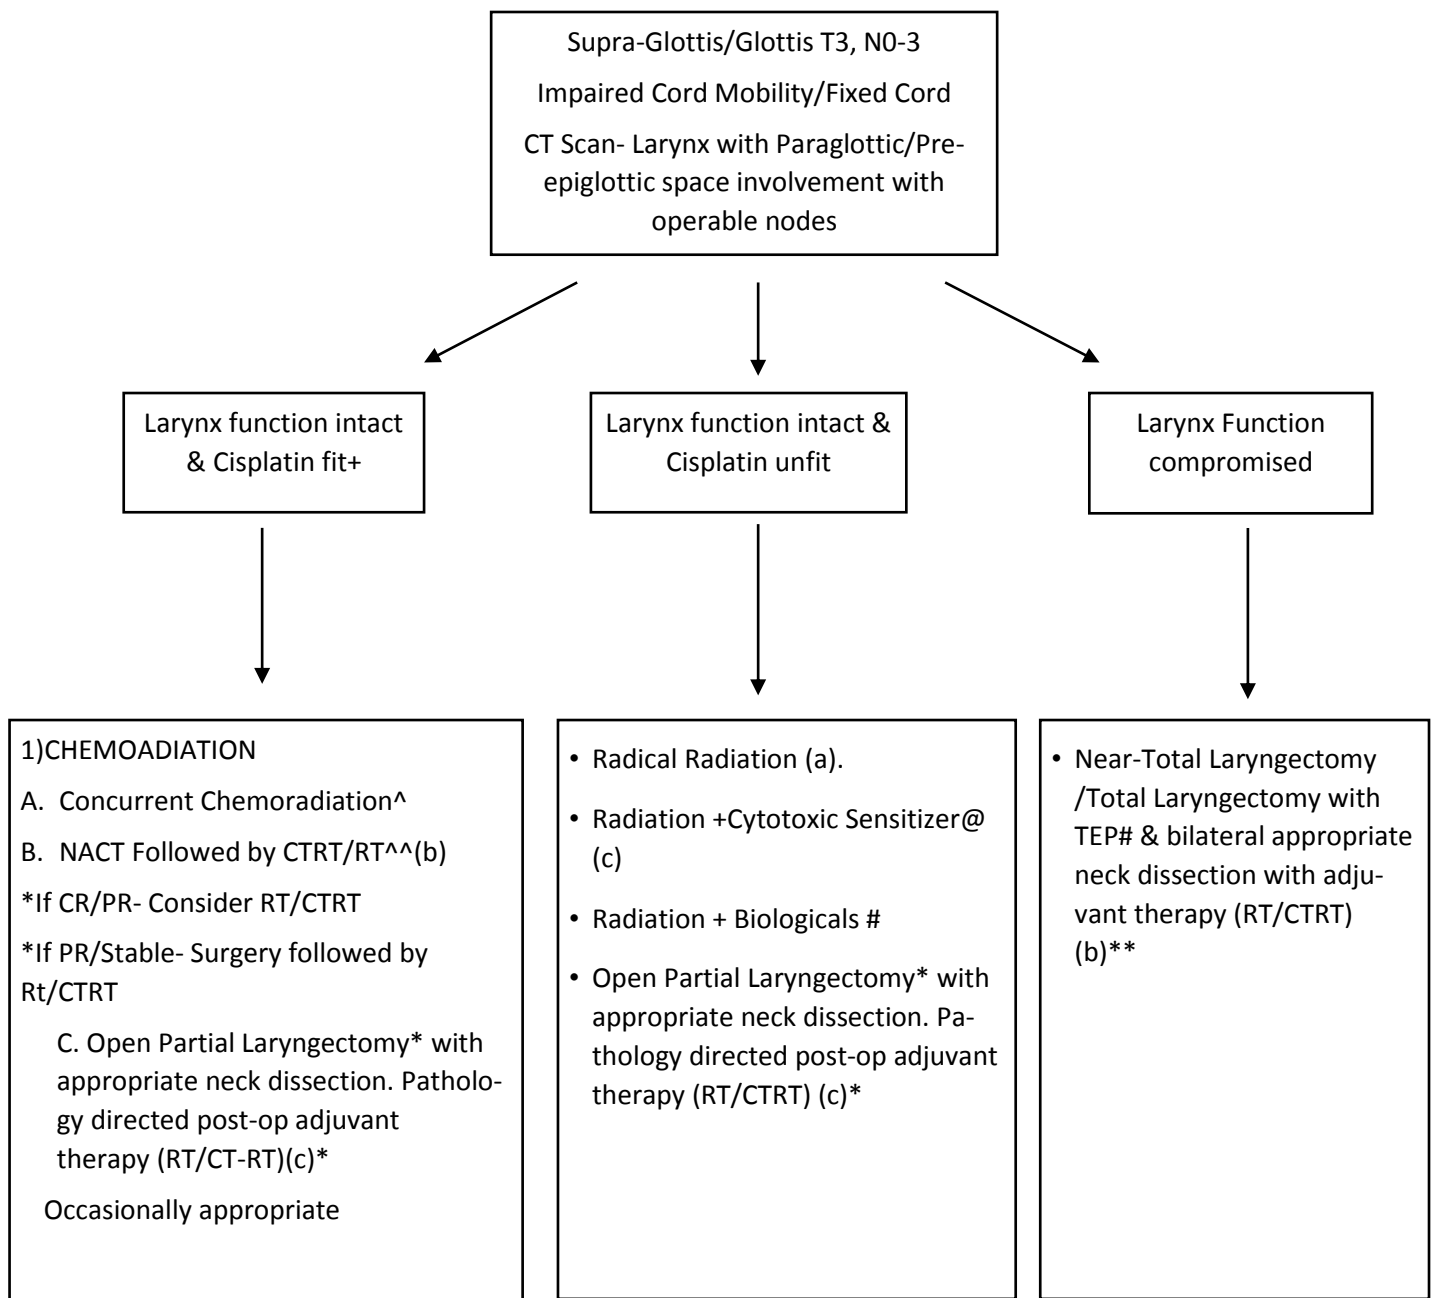 Supra-Glottis/Glottis T3, N0-3
Impaired Cord Mobility/Fixed Cord
CT Scan- Larynx with Paraglottic/Pre-
epiglottic space involvement with
operable nodes
Larynx function intact
& Cisplatin fit+
Larynx function intact &
Cisplatin unfit
Larynx Function
compromised
1)CHEMOADIATION
A. Concurrent Chemoradiation^
B. NACT Followed by CTRT/RT^^(b)
*If CR/PR- Consider RT/CTRT
*If PR/Stable- Surgery followed by
Rt/CTRT
C. Open Partial Laryngectomy* with
appropriate neck dissection. Patholo-
gy directed post-op adjuvant
therapy (RT/CT-RT)(c)*
Occasionally appropriate
• Radical Radiation (a).
• Radiation +Cytotoxic Sensitizer@
(c)
• Radiation + Biologicals #
• Open Partial Laryngectomy* with
appropriate neck dissection. Pa-
thology directed post-op adjuvant
therapy (RT/CTRT) (c)*
• Near-Total Laryngectomy
/Total Laryngectomy with
TEP# & bilateral appropriate
neck dissection with adju-
vant therapy (RT/CTRT)
(b)**